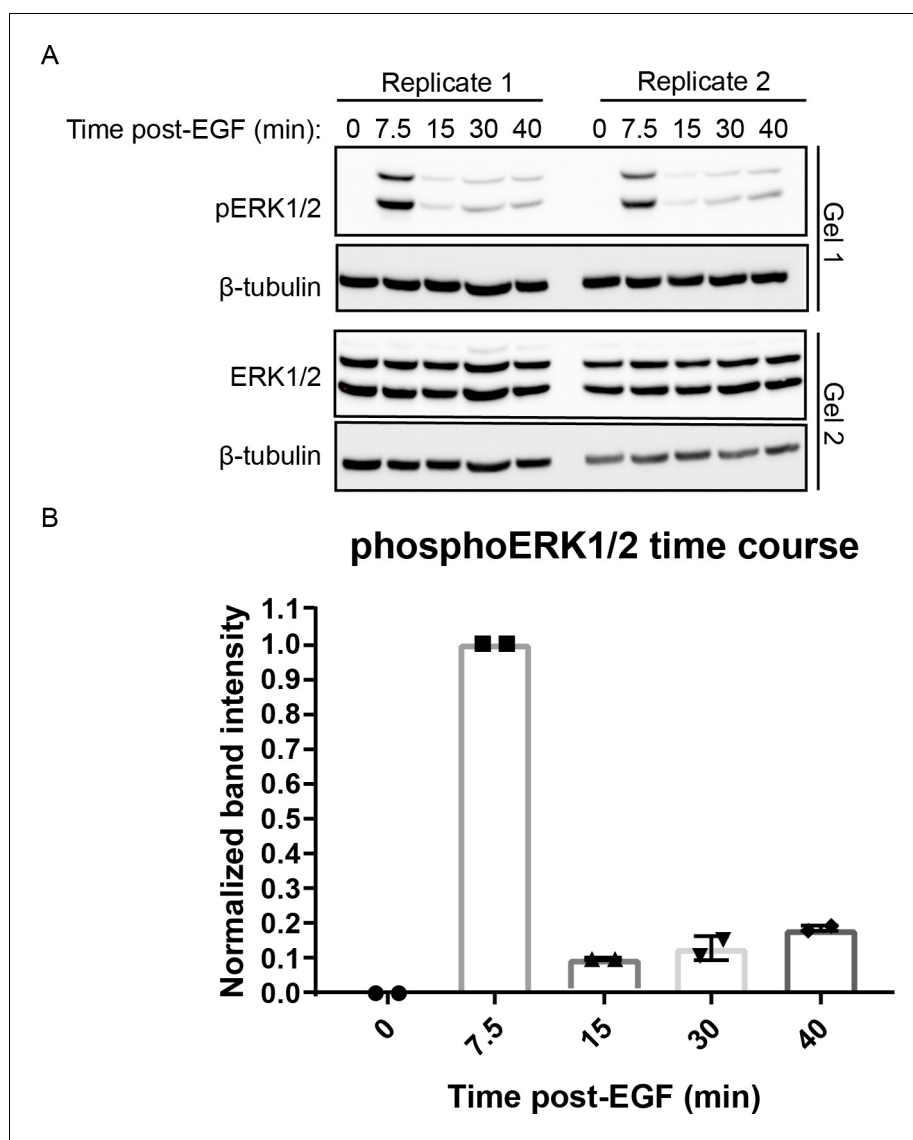 A
Replicate 1 Replicate 2
Time post-EGF (min): 0 7.5 15 30 40 0 7.5 15 30 40
pERK1/2
β-tubulin
Gel 1
ERK1/2
β-tubulin
Gel 2
B
phosphoERK1/2 time course
Normalized band intensity
1.1
1.0
0.9
0.8
0.7
0.6
0.5
0.4
0.3
0.2
0.1
0.0
0 7.5 15 30 40
Time post-EGF (min)